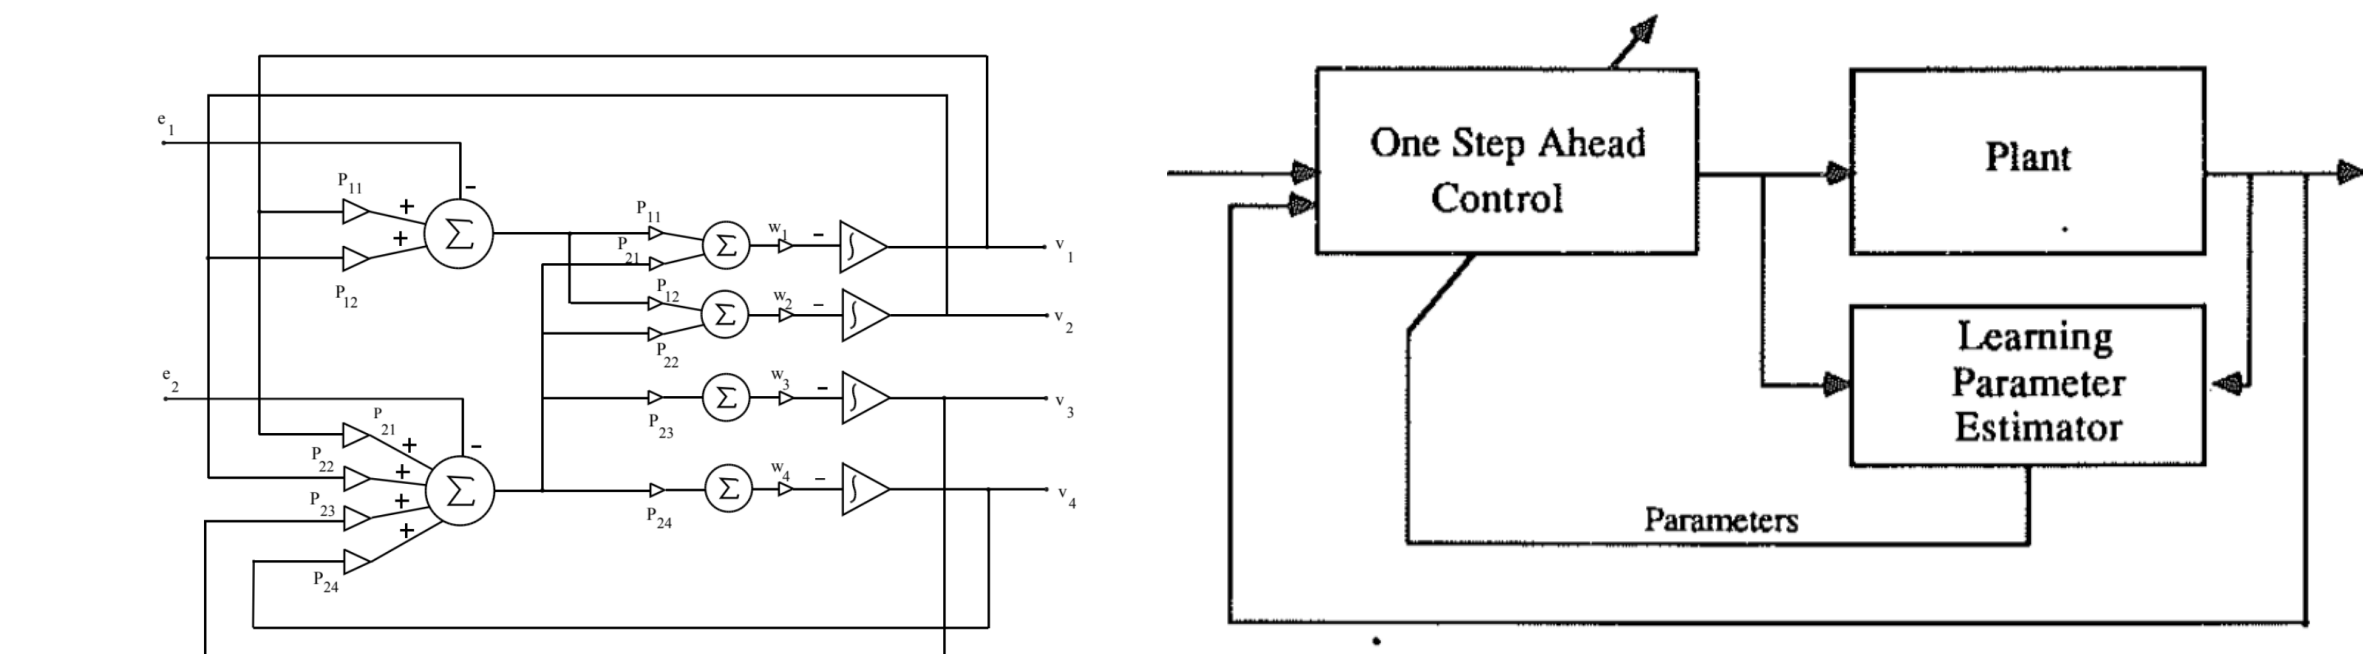 e1
P11
+
-
+
Σ
P12
P11
P21
Σ
w1
-
∫
v1
P12
P22
Σ
w2
-
∫
v2
e2
P23
Σ
w3
-
∫
v3
P21
+
-
P22
+
P23
+
Σ
+
P24
P24
Σ
w4
-
∫
v4
One Step Ahead
Control
Plant
Learning
Parameter
Estimator
Parameters